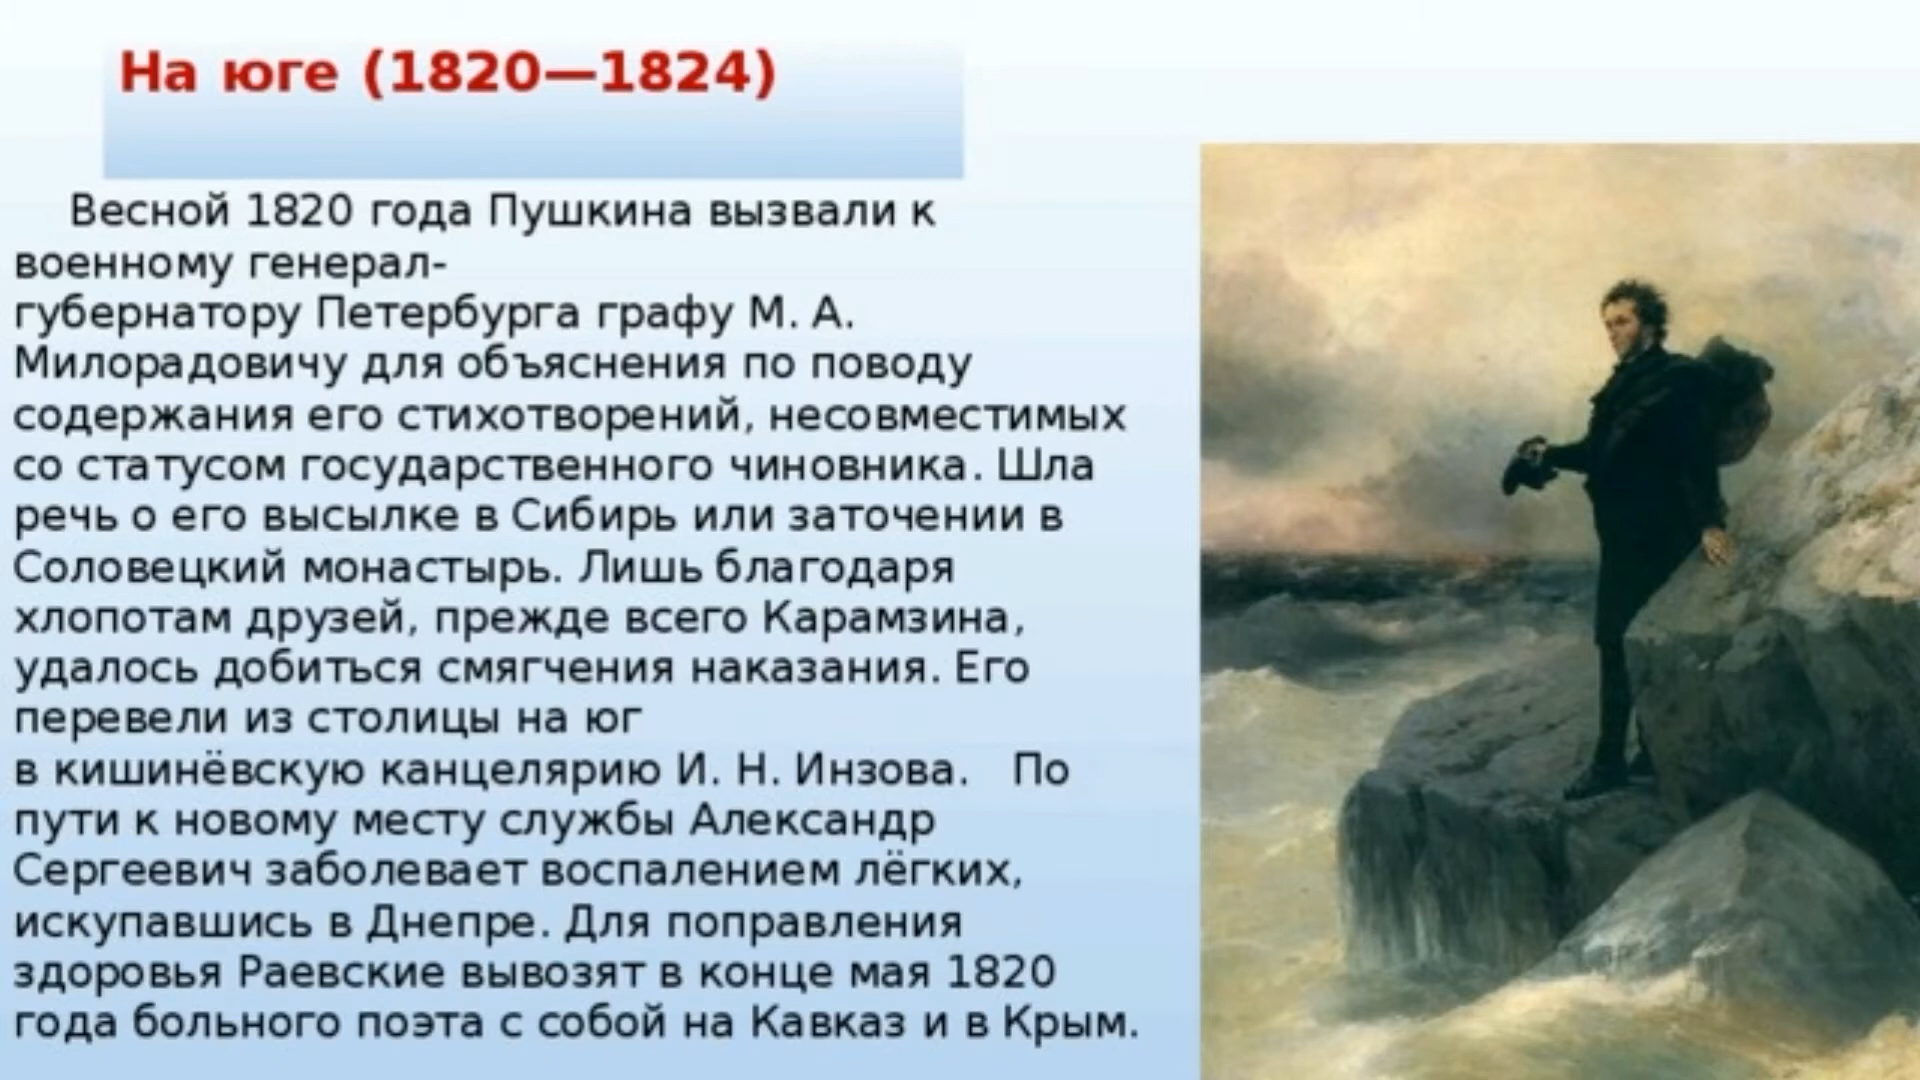 На юге (1820—1824)
Весной 1820 года Пушкина вызвали к
военному генерал-
губернатору Петербурга графу М. А.
Милорадовичу для объяснения по поводу
содержания его стихотворений, несовместимых
со статусом государственного чиновника. Шла
речь о его высылке в Сибирь или заточении в
Соловецкий монастырь. Лишь благодаря
хлопотам друзей, прежде всего Карамзина,
удалось добиться смягчения наказания. Его
перевели из столицы на юг
в кишинёвскую канцелярию И. Н. Инзова. По
пути к новому месту службы Александр
Сергеевич заболевает воспалением лёгких,
искупавшись в Днепре. Для поправления
здоровья Раевские вывозят в конце мая 1820
года больного поэта с собой на Кавказ и в Крым.